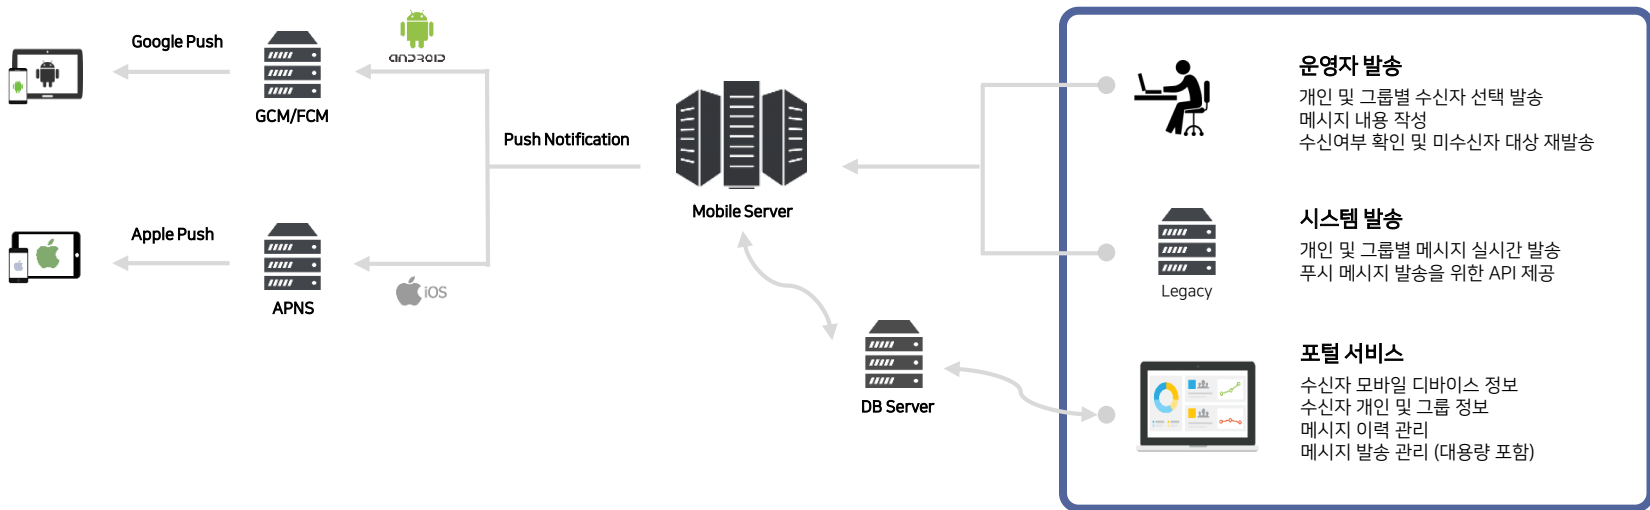 Google Push
GCM/FCM
ANDROID
Push Notification
Mobile Server
Apple Push
APNS
iOS
DB Server
운영자 발송
개인 및 그룹별 수신자 선택 발송
메시지 내용 작성
수신여부 확인 및 미수신자 대상 재발송
시스템 발송
개인 및 그룹별 메시지 실시간 발송
푸시 메시지 발송을 위한 API 제공
Legacy
포털 서비스
수신자 모바일 디바이스 정보
수신자 개인 및 그룹 정보
메시지 이력 관리
메시지 발송 관리 (대용량 포함)